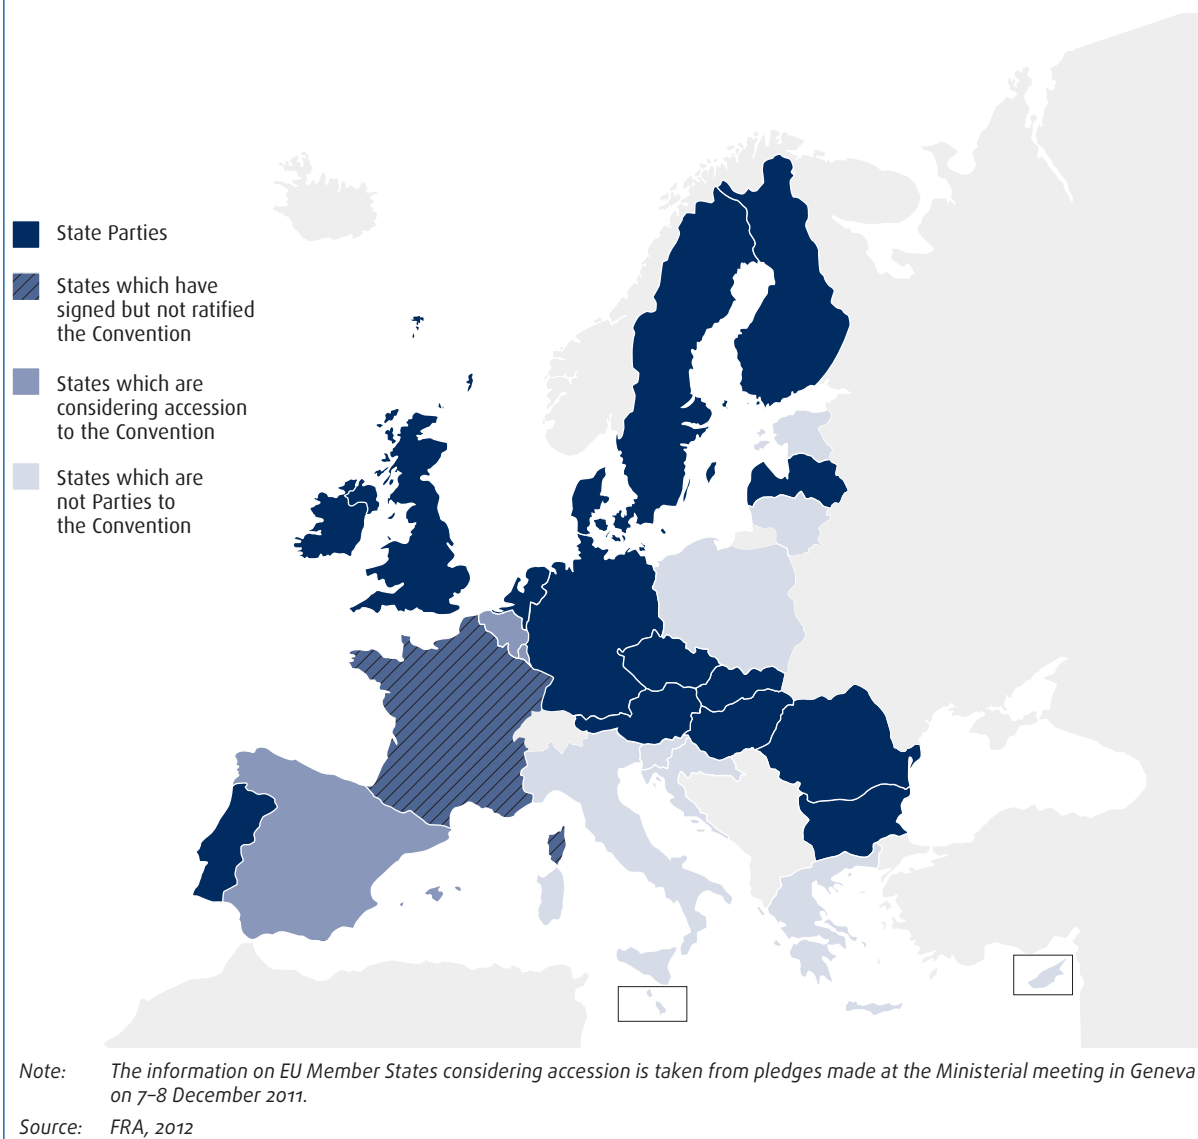 State Parties
States which have
signed but not ratified
the Convention
States which are
considering accession
to the Convention
States which are
not Parties to
the Convention
Note: The information on EU Member States considering accession is taken from pledges made at the Ministerial meeting in Geneva
on 7–8 December 2011.
Source: FRA, 2012